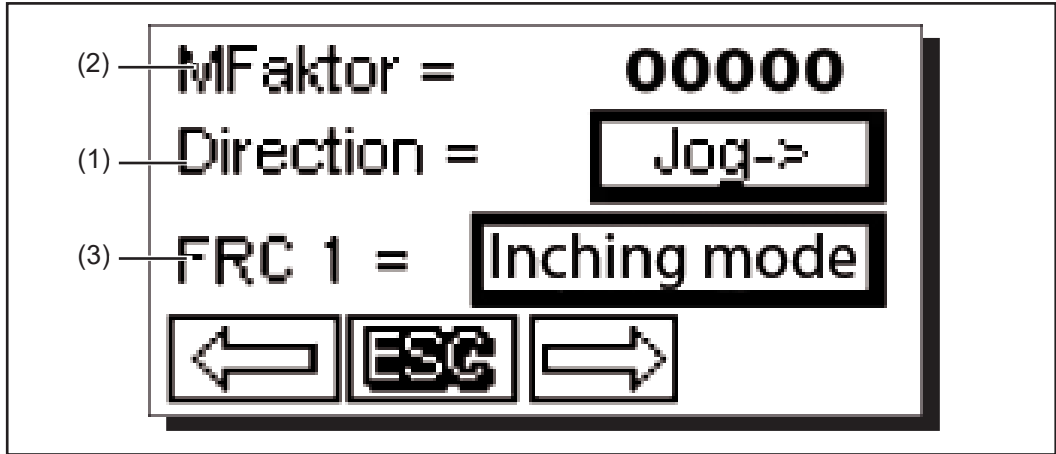 (2) MFaktor = 00000
(1) Direction = Jog->
(3) FRC 1 = Inching mode
ESC